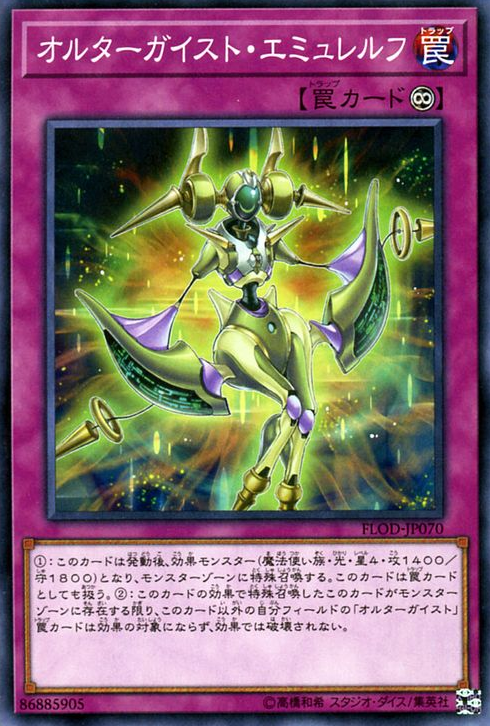 オルターガイスト・エミュレルフ
トラップ
罠
トラップ
【罠カード】
FLOD-JP070
①：このカードは発動後、効果モンスター（魔法使い族・光・星4・攻1400/
守1800）となり、モンスターゾーンに特殊召喚する。このカードは罠カード
としても扱う。②：このカードの効果で特殊召喚したこのカードがモンスター
ゾーンに存在する限り、このカード以外の自分フィールドの「オルターガイスト」
罠カードは効果の対象にならず、効果では破壊されない。
86885905
©高橋和希 スタジオ・ダイス/集英社